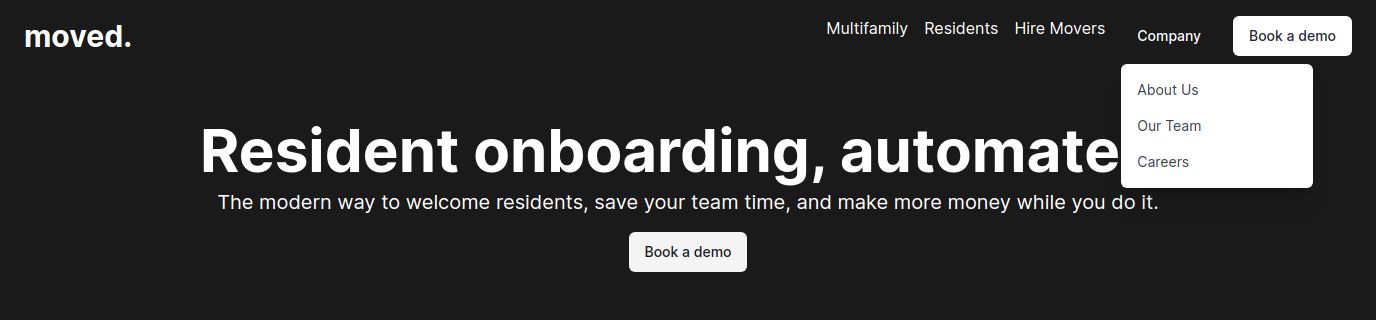 moved.
Multifamily Residents Hire Movers Company Book a demo
About Us
Our Team
Careers
Resident onboarding, automate
The modern way to welcome residents, save your team time, and make more money while you do it.
Book a demo